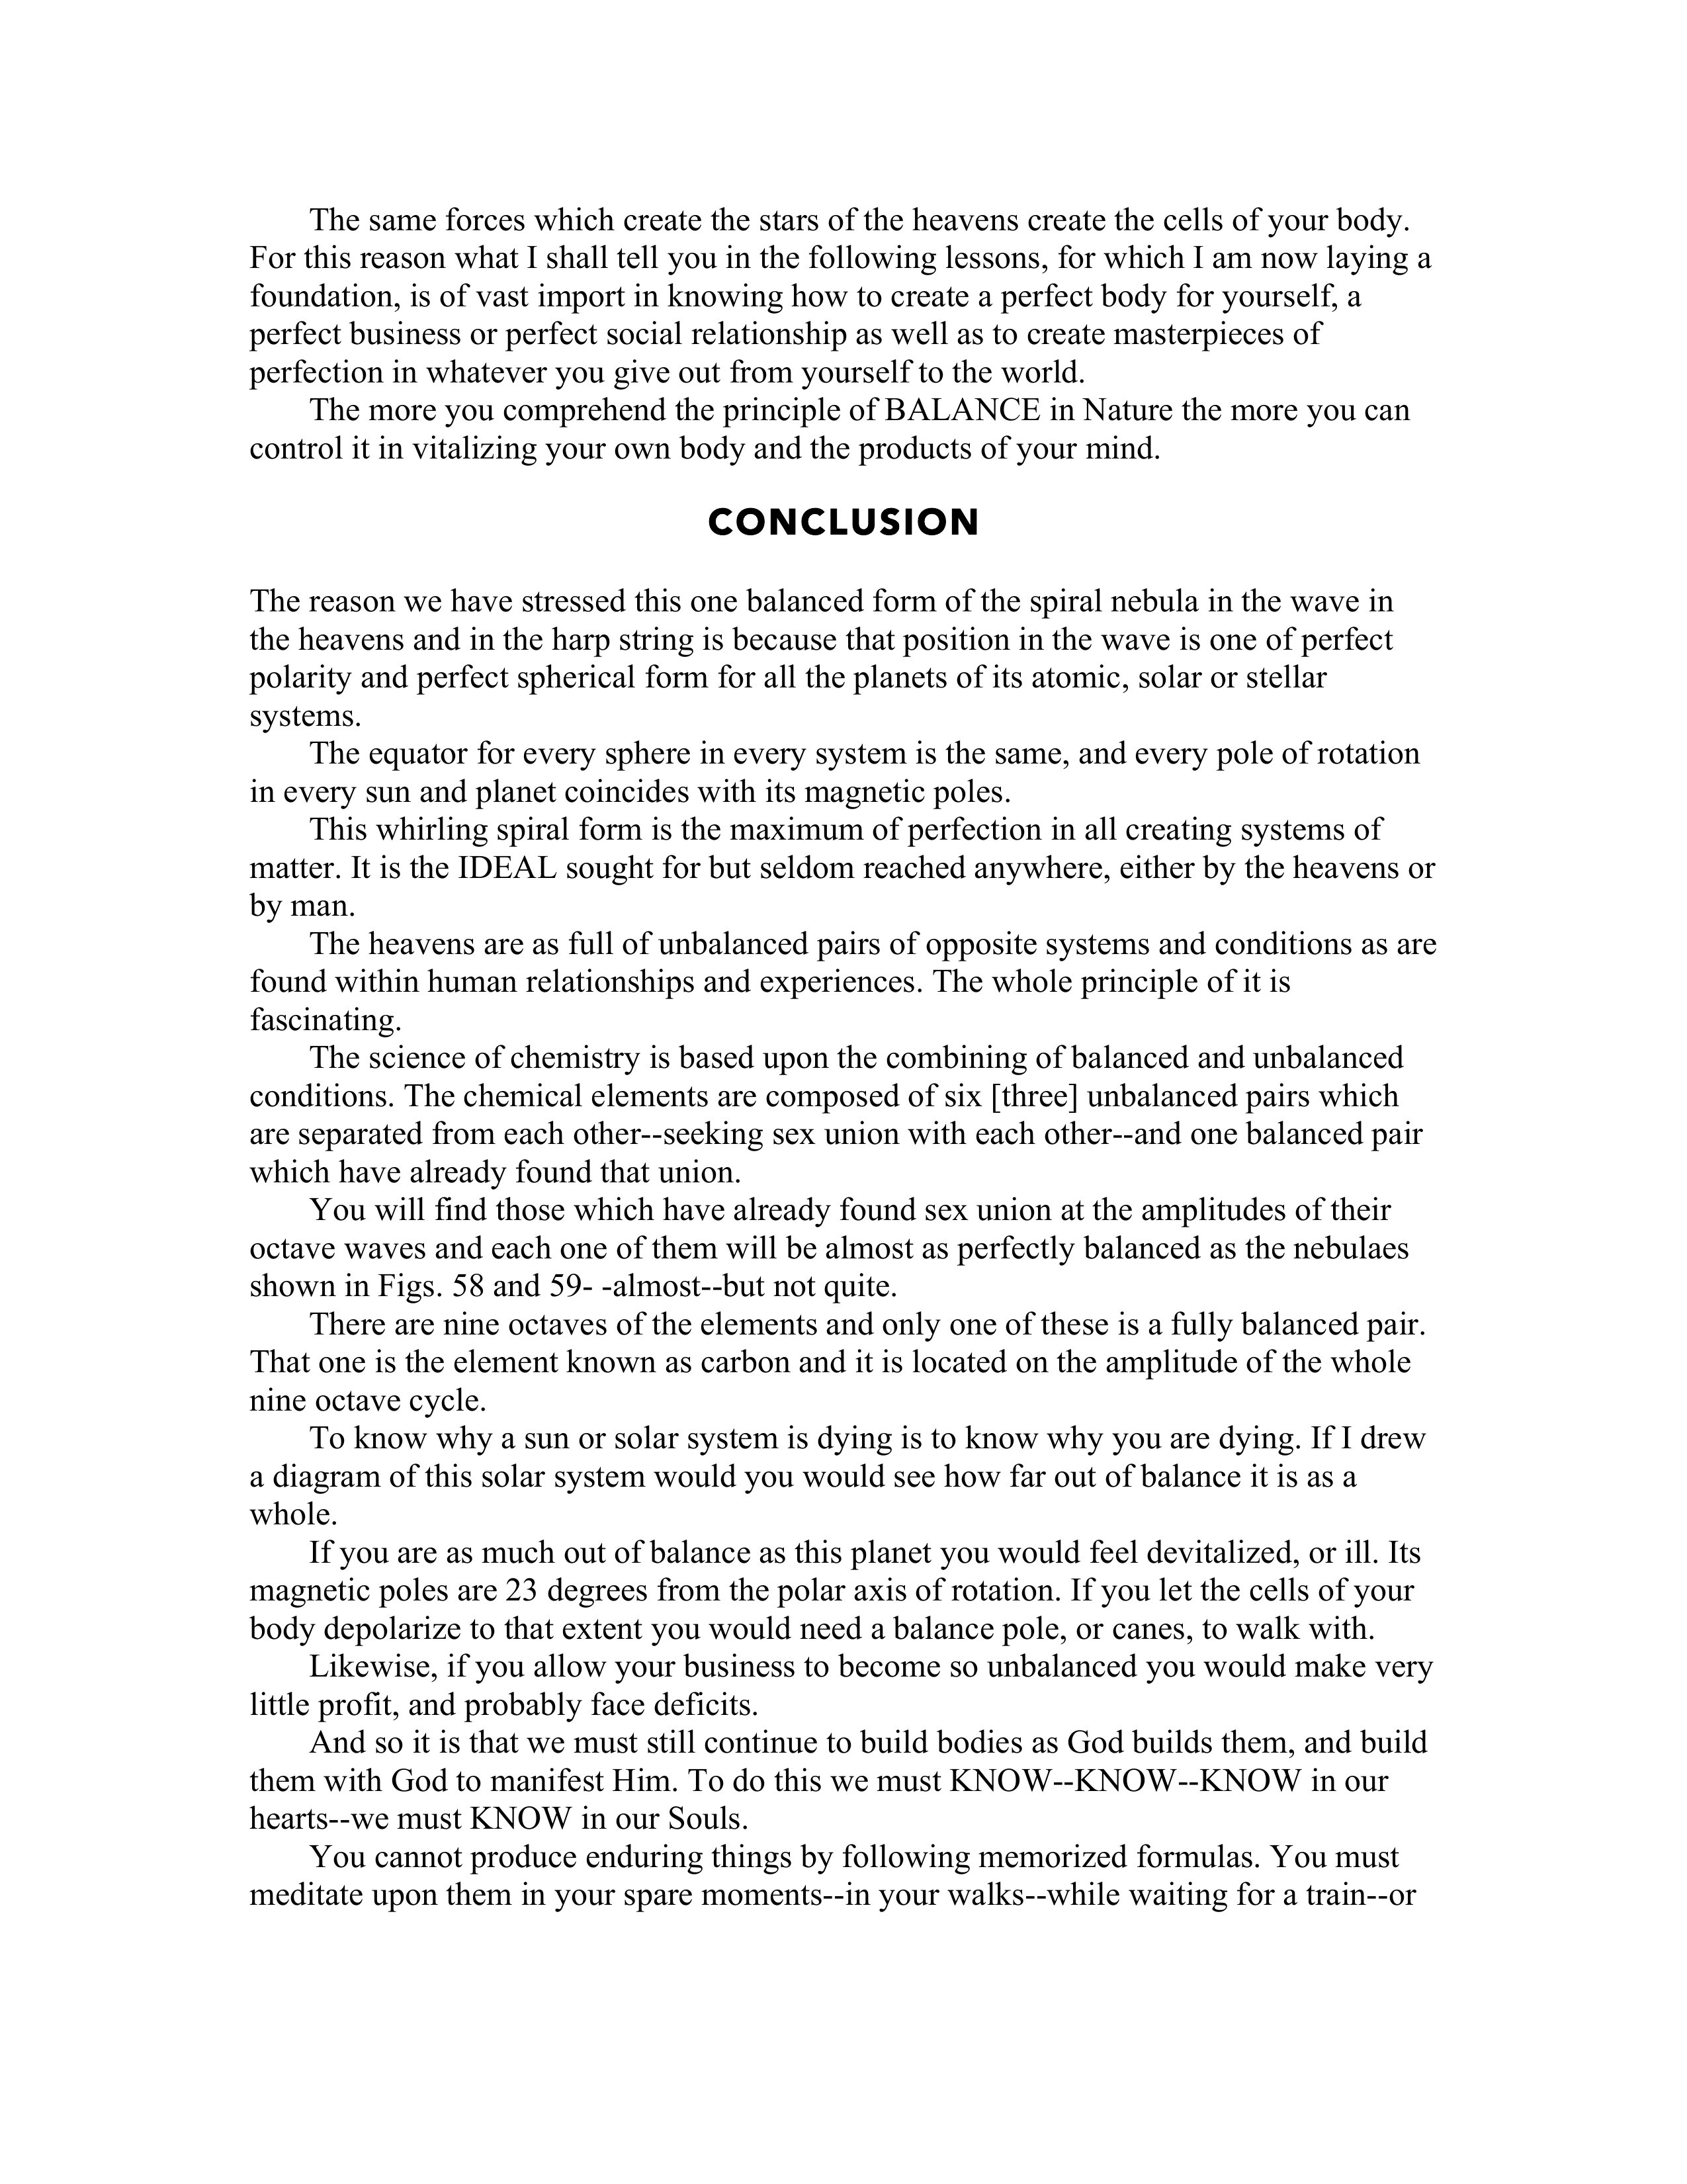 The same forces which create the stars of the heavens create the cells of your body.
For this reason what I shall tell you in the following lessons, for which I am now laying a
foundation, is of vast import in knowing how to create a perfect body for yourself, a
perfect business or perfect social relationship as well as to create masterpieces of
perfection in whatever you give out from yourself to the world.
The more you comprehend the principle of BALANCE in Nature the more you can
control it in vitalizing your own body and the products of your mind.
CONCLUSION
The reason we have stressed this one balanced form of the spiral nebula in the wave in
the heavens and in the harp string is because that position in the wave is one of perfect
polarity and perfect spherical form for all the planets of its atomic, solar or stellar
systems.
The equator for every sphere in every system is the same, and every pole of rotation
in every sun and planet coincides with its magnetic poles.
This whirling spiral form is the maximum of perfection in all creating systems of
matter. It is the IDEAL sought for but seldom reached anywhere, either by the heavens or
by man.
The heavens are as full of unbalanced pairs of opposite systems and conditions as are
found within human relationships and experiences. The whole principle of it is
fascinating.
The science of chemistry is based upon the combining of balanced and unbalanced
conditions. The chemical elements are composed of six [three] unbalanced pairs which
are separated from each other--seeking sex union with each other--and one balanced pair
which have already found that union.
You will find those which have already found sex union at the amplitudes of their
octave waves and each one of them will be almost as perfectly balanced as the nebulaes
shown in Figs. 58 and 59- -almost--but not quite.
There are nine octaves of the elements and only one of these is a fully balanced pair.
That one is the element known as carbon and it is located on the amplitude of the whole
nine octave cycle.
To know why a sun or solar system is dying is to know why you are dying. If I drew
a diagram of this solar system would you would see how far out of balance it is as a
whole.
If you are as much out of balance as this planet you would feel devitalized, or ill. Its
magnetic poles are 23 degrees from the polar axis of rotation. If you let the cells of your
body depolarize to that extent you would need a balance pole, or canes, to walk with.
Likewise, if you allow your business to become so unbalanced you would make very
little profit, and probably face deficits.
And so it is that we must still continue to build bodies as God builds them, and build
them with God to manifest Him. To do this we must KNOW--KNOW--KNOW in our
hearts--we must KNOW in our Souls.
You cannot produce enduring things by following memorized formulas. You must
meditate upon them in your spare moments--in your walks--while waiting for a train--or